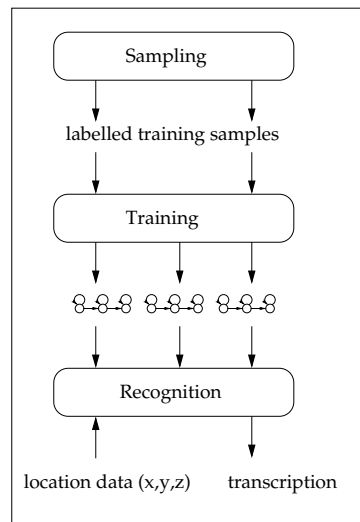 Sampling
labelled training samples
Training
Recognition
location data (x,y,z) transcription